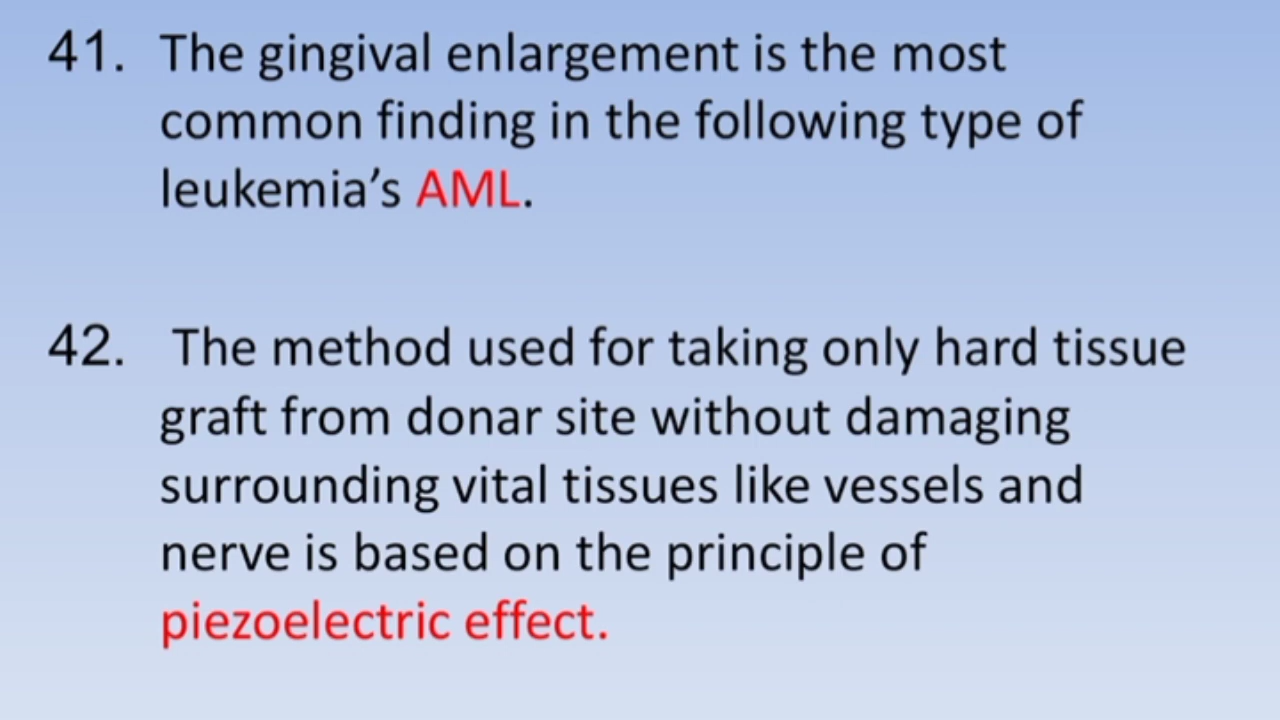 41. The gingival enlargement is the most
common finding in the following type of
leukemia’s AML.
42. The method used for taking only hard tissue
graft from donar site without damaging
surrounding vital tissues like vessels and
nerve is based on the principle of
piezoelectric effect.